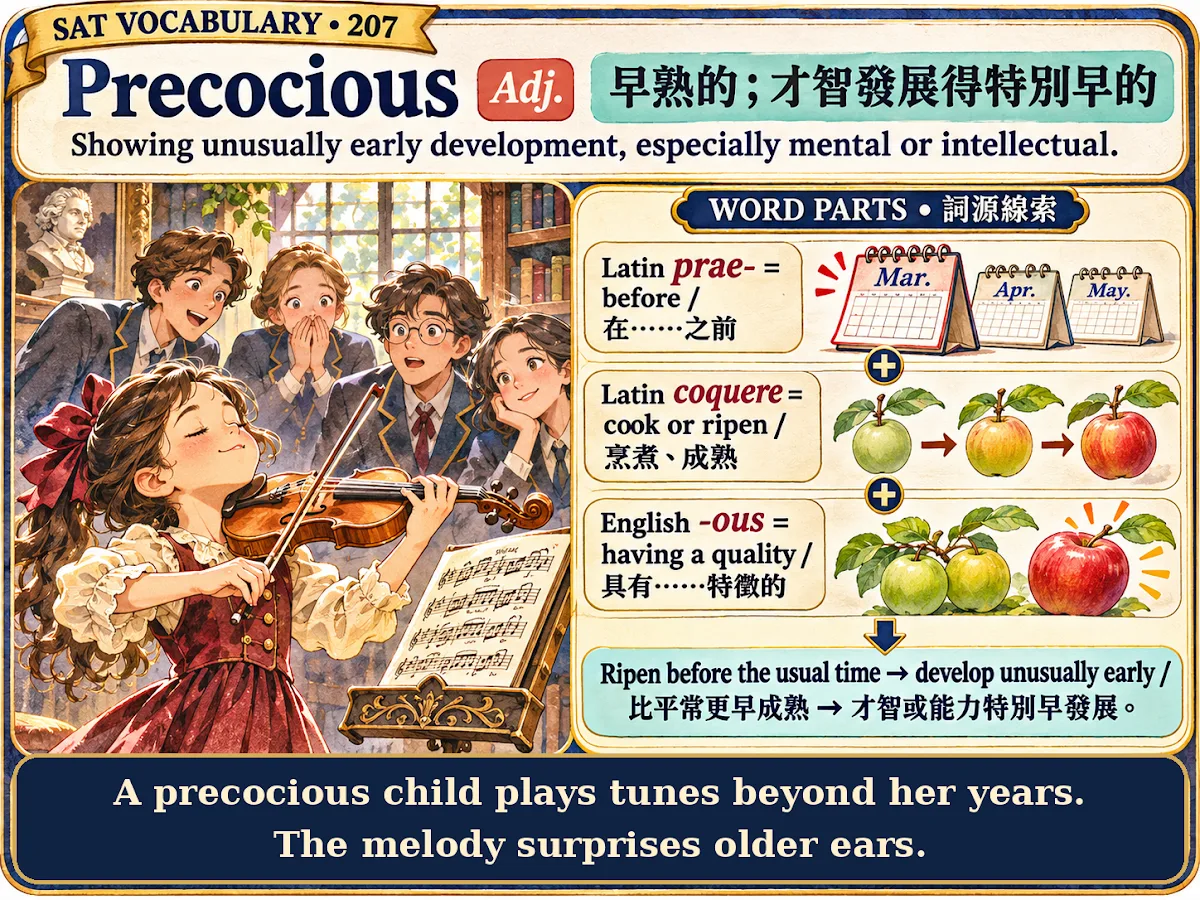 SAT VOCABULARY • 207
Precocious
Adj.
早熟的；才智發展得特別早的
Showing unusually early development, especially mental or intellectual.
WORD PARTS • 詞源線索
Latin prae- =
before /
在⋯⋯之前
Mar.
Apr.
May.
+
Latin coquere =
cook or ripen /
烹煮、成熟
+
English -ous =
having a quality /
具有⋯⋯特徵的
Ripen before the usual time → develop unusually early /
比平常更早成熟 → 才智或能力特別早發展。
A precocious child plays tunes beyond her years.
The melody surprises older ears.